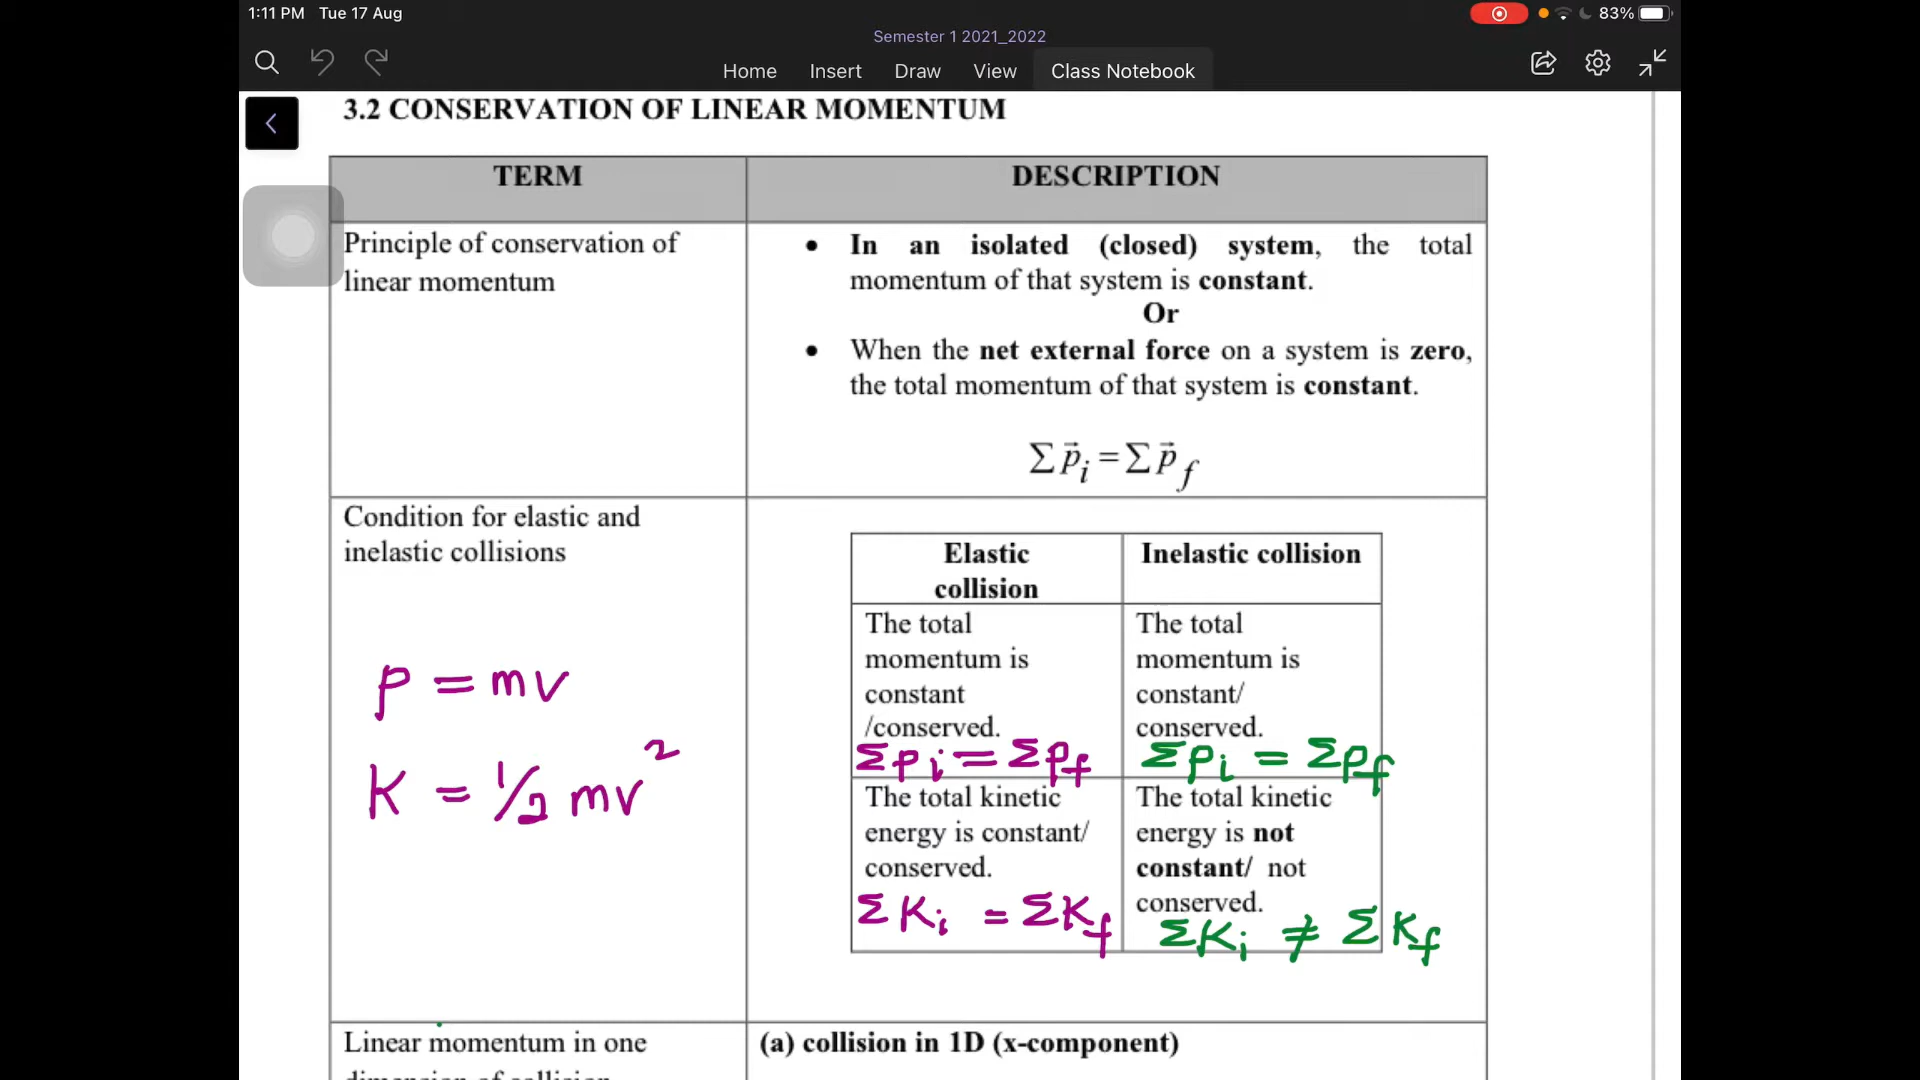 1:11 PM Tue 17 Aug
83%
Semester 1 2021_2022
Home Insert Draw View Class Notebook
3.2 CONSERVATION OF LINEAR MOMENTUM
TERM
DESCRIPTION
Principle of conservation of
linear momentum
• In an isolated (closed) system, the total
momentum of that system is constant.
Or
• When the net external force on a system is zero,
the total momentum of that system is constant.
Σp⃗i = Σp⃗f
Condition for elastic and
inelastic collisions
p = mv
K = 1/2 mv²
Elastic
collision
Inelastic collision
The total
momentum is
constant
/conserved.
Σpi = Σpf
The total
momentum is
constant/
conserved.
Σpi = Σpf
The total kinetic
energy is constant/
conserved.
ΣKi = ΣKf
The total kinetic
energy is not
constant/ not
conserved.
ΣKi ≠ ΣKf
Linear momentum in one
dimension of collision
(a) collision in 1D (x-component)